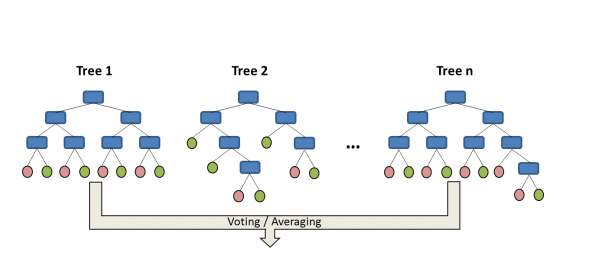 Tree 1
Tree 2
Tree n
...
Voting / Averaging